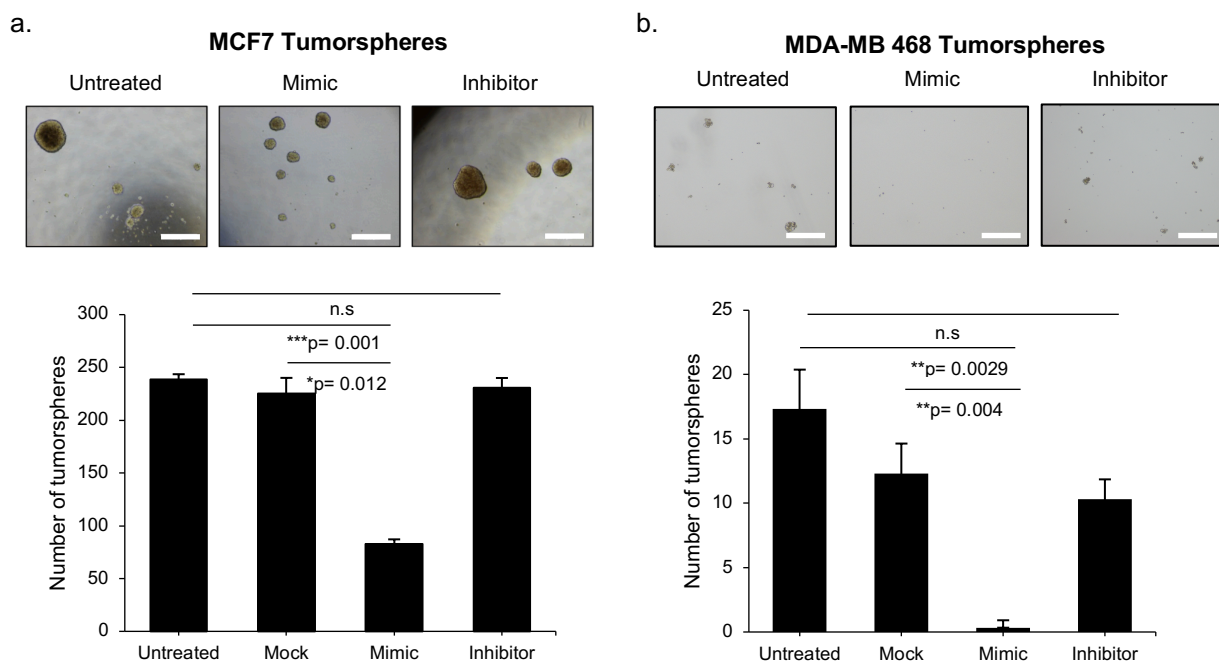 a.
MCF7 Tumorspheres
Untreated Mimic Inhibitor
Number of tumorspheres
300
250
200
150
100
50
0
n.s
***p= 0.001
*p= 0.012
Untreated Mock Mimic Inhibitor
b.
MDA-MB 468 Tumorspheres
Untreated Mimic Inhibitor
Number of tumorspheres
25
20
15
10
5
0
n.s
**p= 0.0029
**p= 0.004
Untreated Mock Mimic Inhibitor